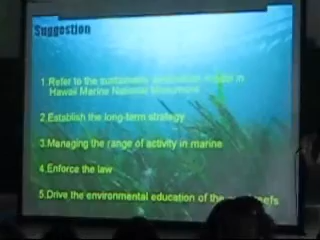 Suggestion
1.Refer to the in
Hawaii Marine National Monument
2.Establish the long-term strategy
3.Managing the range of activity in marine
4.Enforce the law
5.Drive the environmental education of the